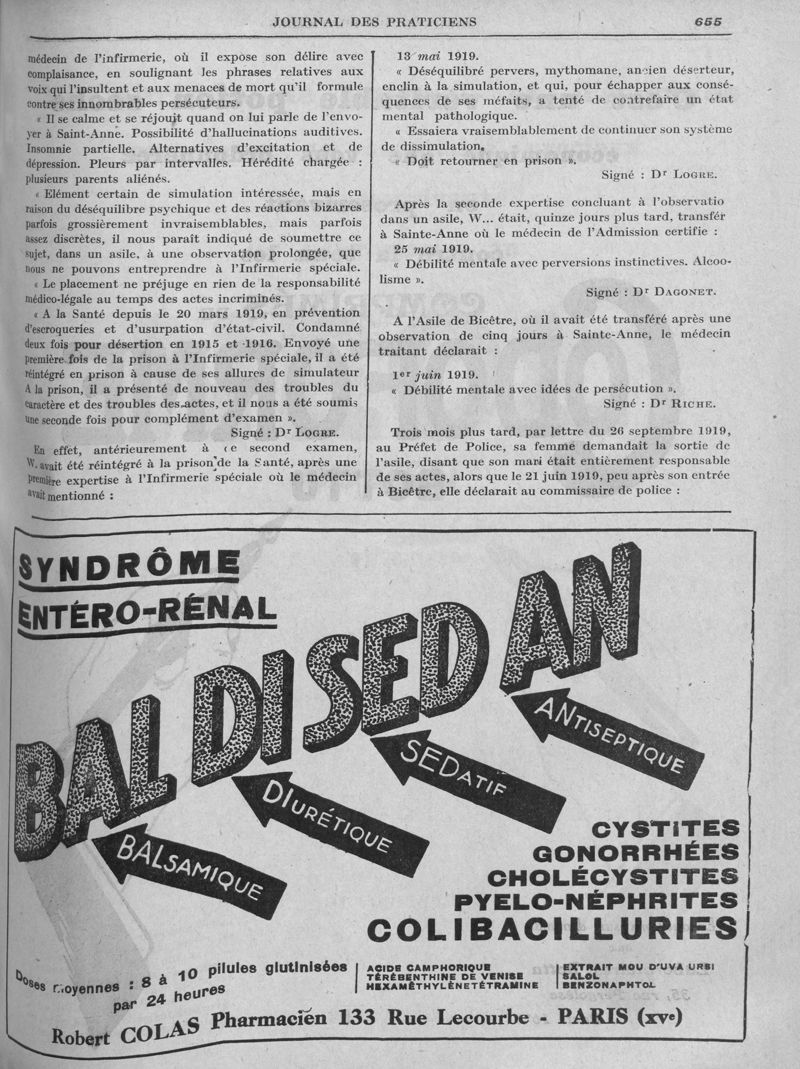 JOURNAL DES PRATICIENS 655
médecin de l'infirmerie, où il expose son délire avec
complaisance, en soulignant les phrases relatives aux
voix qui l'insultent et aux menaces de mort qu'il formule
contre ses innombrables persécuteurs.
« Il se calme et se réjouit quand on lui parle de l'envo-
yer à Saint-Anne. Possibilité d'hallucinations auditives.
Insomnie partielle. Alternatives d'excitation et de
dépression. Pleurs par intervalles. Hérédité chargée :
plusieurs parents aliénés.
« Elément certain de simulation intéressée, mais en
raison du déséquilibre psychique et des réactions bizarres
parfois grossièrement invraisemblables, mais parfois
assez discrètes, il nous paraît indiqué de soumettre ce
sujet, dans un asile, à une observation prolongée, que
nous ne pouvons entreprendre à l'Infirmerie spéciale.
« Le placement ne préjuge en rien de la responsabilité
médico-légale au temps des actes incriminés.
« A la Santé depuis le 20 mars 1919, en prévention
d'escroqueries et d'usurpation d'état-civil. Condamné
deux fois pour désertion en 1915 et 1916. Envoyé une
première fois de la prison à l'Infirmerie spéciale, il a été
réintégré en prison à cause de ses allures de simulateur
A la prison, il a présenté de nouveau des troubles du
caractère et des troubles des actes, et il nous a été soumis
une seconde fois pour complément d'examen ».
Signé : Dr LOGRE.
En effet, antérieurement à ce second examen,
W. avait été réintégré à la prison de la Santé, après une
première expertise à l'Infirmerie spéciale où le médecin
avait mentionné :
13 mai 1919.
« Déséquilibré pervers, mythomane, ancien déserteur,
enclin à la simulation, et qui, pour échapper aux consé-
quences de ses méfaits, a tenté de contrefaire un état
mental pathologique.
« Essaiera vraisemblablement de continuer son système
de dissimulation.
« Doit retourner en prison ».
Signé : Dr LOGRE.
Après la seconde expertise concluant à l'observatio
dans un asile, W... était, quinze jours plus tard, transfér
à Sainte-Anne où le médecin de l'Admission certifie :
25 mai 1919.
« Débilité mentale avec perversions instinctives. Alcoo-
lisme ».
Signé : Dr DAGONET.
A l'Asile de Bicêtre, où il avait été transféré après une
observation de cinq jours à Sainte-Anne, le médecin
traitant déclarait :
1er juin 1919.
« Débilité mentale avec idées de persécution ».
Signé : Dr RICHE.
Trois mois plus tard, par lettre du 26 septembre 1919,
au Préfet de Police, sa femme demandait la sortie de
l'asile, disant que son mari était entièrement responsable
de ses actes, alors que le 21 juin 1919, peu après son entrée
à Bicêtre, elle déclarait au commissaire de police :
SYNDRÔME
ENTÉRO-RÉNAL
BALDISEDAN
BALSAMIQUE
DIURÉTIQUE
SEDATIF
ANTISEPTIQUE
CYSTITES
GONORRHÉES
CHOLÉCYSTITES
PYELO-NÉPHRITES
COLIBACILLURIES
Doses moyennes : 8 à 10 pilules glutinisées
par 24 heures
ACIDE CAMPHORIQUE
TÉRÉBENTHINE DE VENISE
HEXAMÉTHYLÈNETÉTRAMINE
EXTRAIT MOU D'UVA URSI
SALOL
BENZONAPHTOL
Robert COLAS Pharmacien 133 Rue Lecourbe - PARIS (XVe)